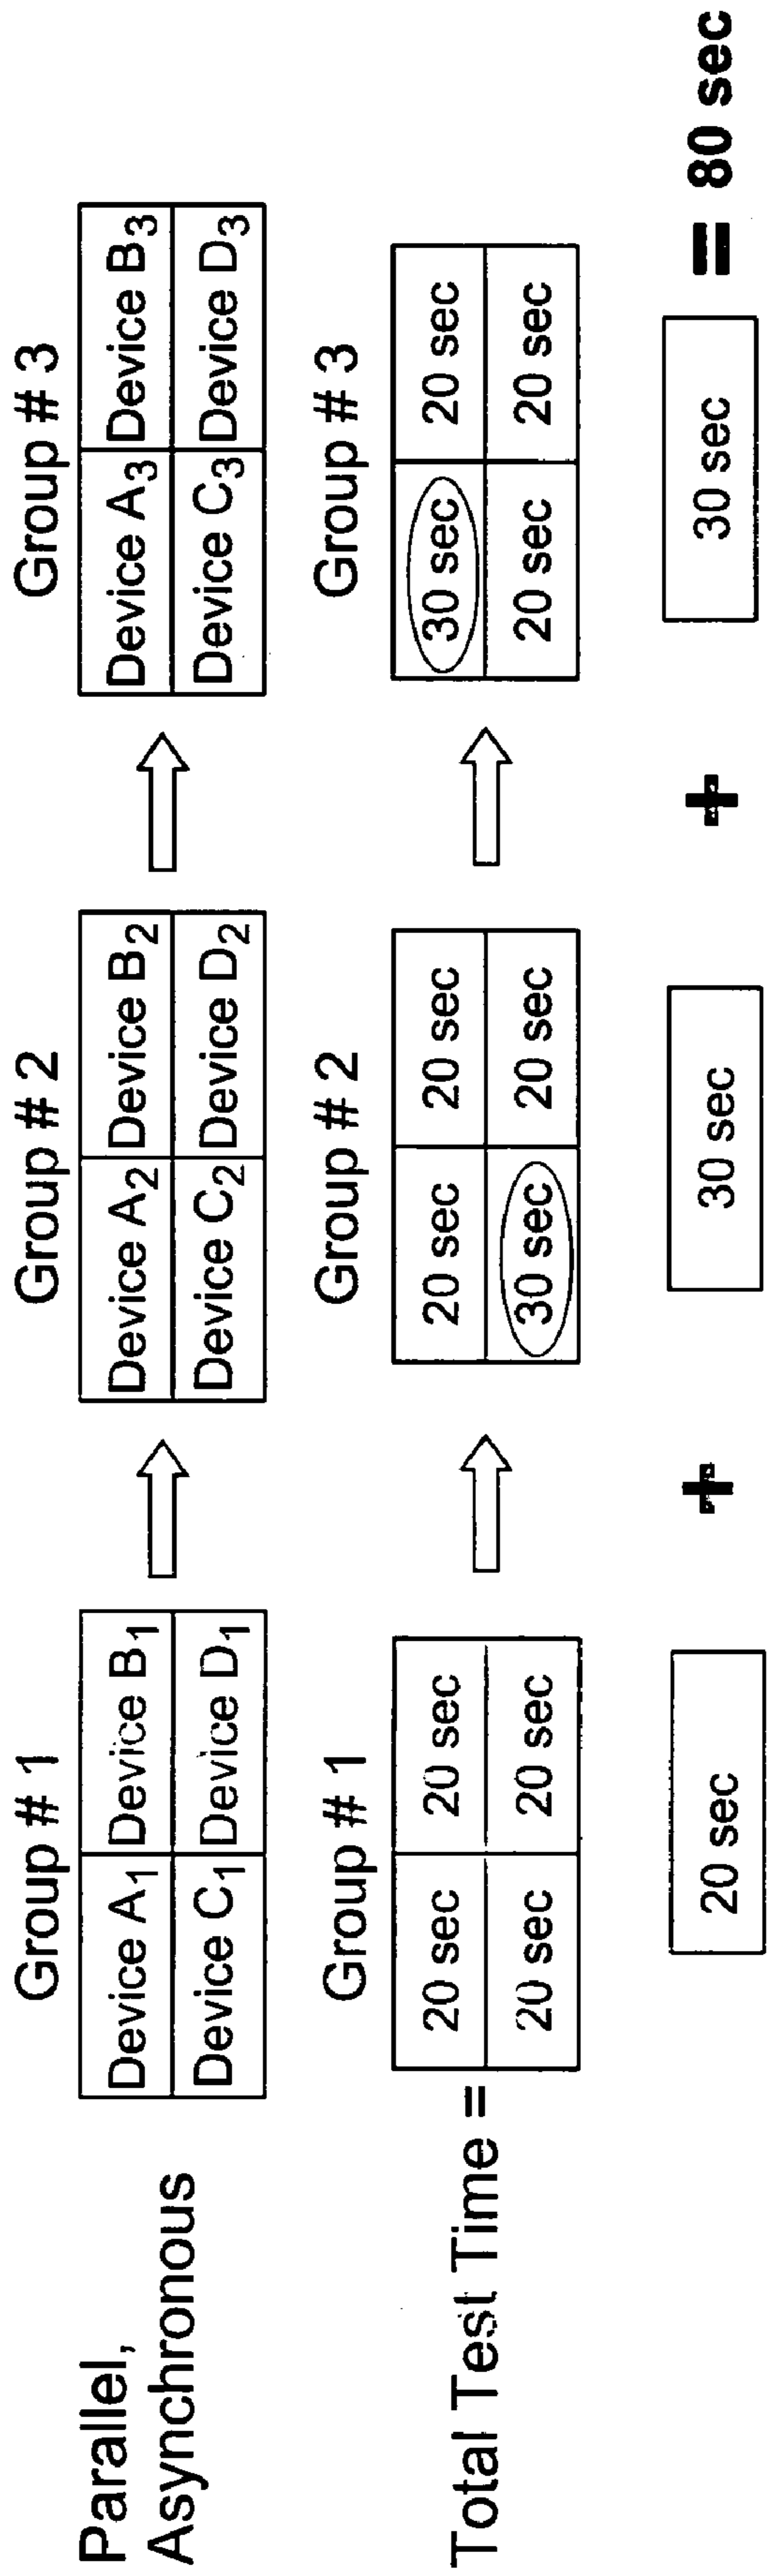 Parallel,
Asynchronous
Group # 1
Device A1 Device B1
Device C1 Device D1
Group # 2
Device A2 Device B2
Device C2 Device D2
Group # 3
Device A3 Device B3
Device C3 Device D3
Total Test Time =
Group # 1
20 sec 20 sec
20 sec 20 sec
Group # 2
20 sec 20 sec
30 sec 20 sec
Group # 3
30 sec 20 sec
20 sec 20 sec
20 sec + 30 sec + 30 sec = 80 sec